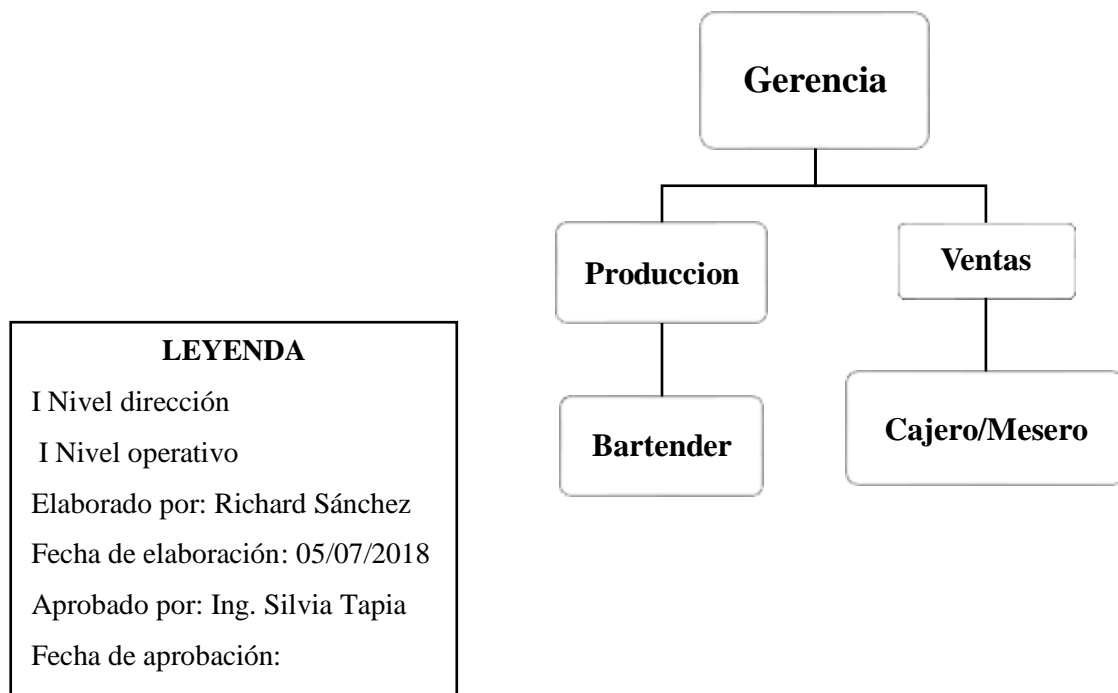 Gerencia
Produccion
Ventas
Bartender
Cajero/Mesero
LEYENDA
I Nivel dirección
I Nivel operativo
Elaborado por: Richard Sánchez
Fecha de elaboración: 05/07/2018
Aprobado por: Ing. Silvia Tapia
Fecha de aprobación: